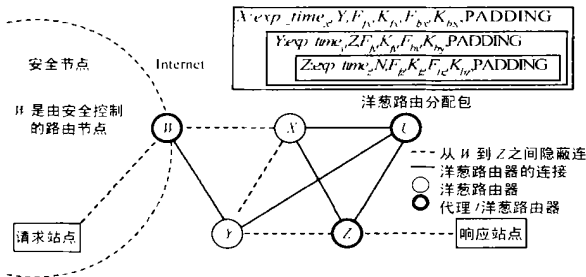 X:exp_time_x,Y,F_fx,K_fx,F_bx,K_bx,PADDING
Y:exp_time_y,Z,F_fy,K_fy,F_by,K_by,PADDING
Z:exp_time_z,N,F_fz,K_fz,F_bz,K_bz,PADDING
洋葱路由分配包
安全节点
Internet
W 是由安全控制
的路由节点
W
X
U
Y
Z
请求站点
响应站点
从 W 到 Z 之间隐蔽连
洋葱路由器的连接
洋葱路由器
代理/洋葱路由器